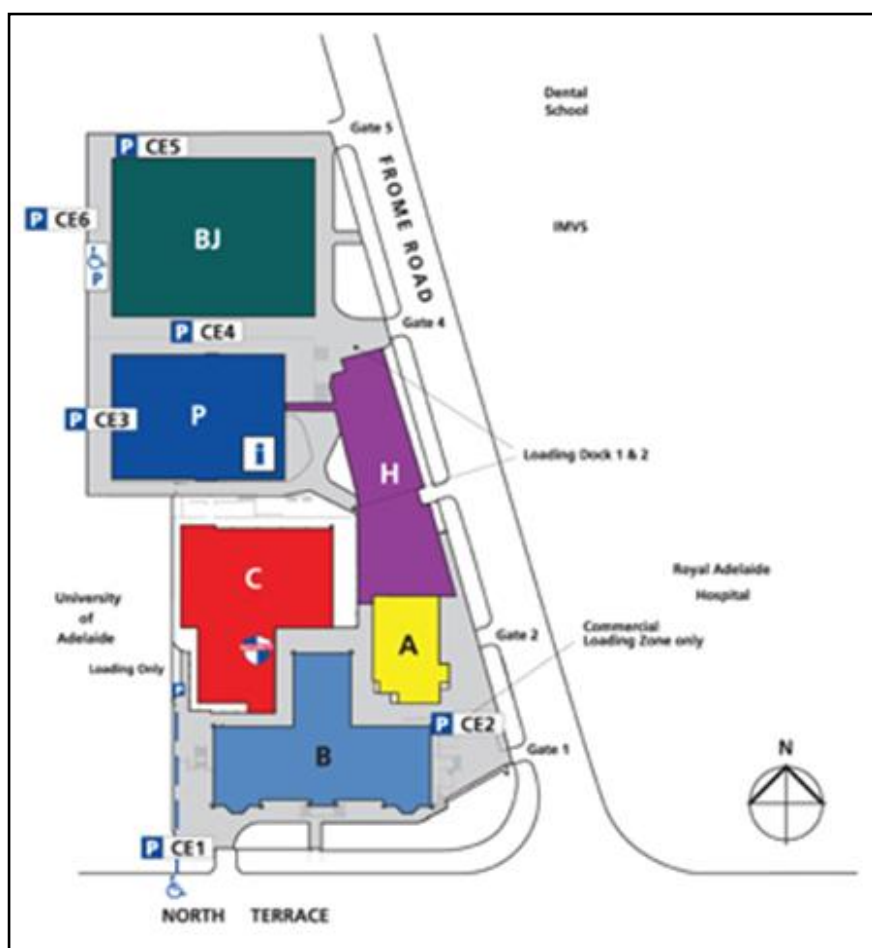 Dental
School
Gate 5
P CE5
FROME ROAD
P CE6
IMVS
BJ
P
P CE4
Gate 4
P
P CE3
i
H
Loading Dock 1 & 2
C
Royal Adelaide
Hospital
University
of
Adelaide
Commercial
Loading Zone only
Gate 2
A
Loading Only
P
P CE2
N
Gate 1
B
P CE1
NORTH TERRACE